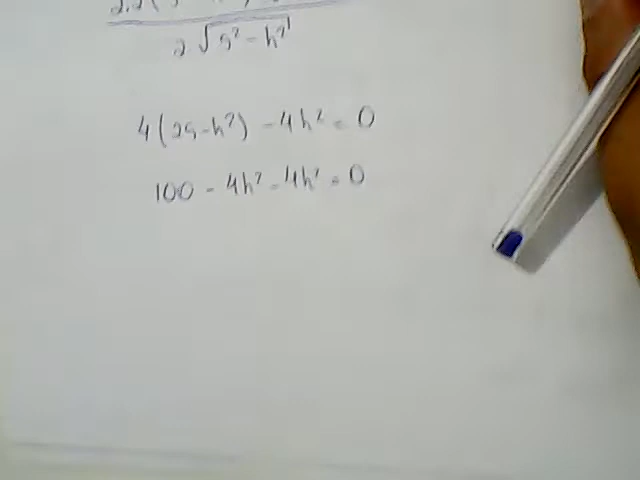 2 √5² - h²
4(25-h²) - 4h² = 0
100 - 4h² - 4h² = 0